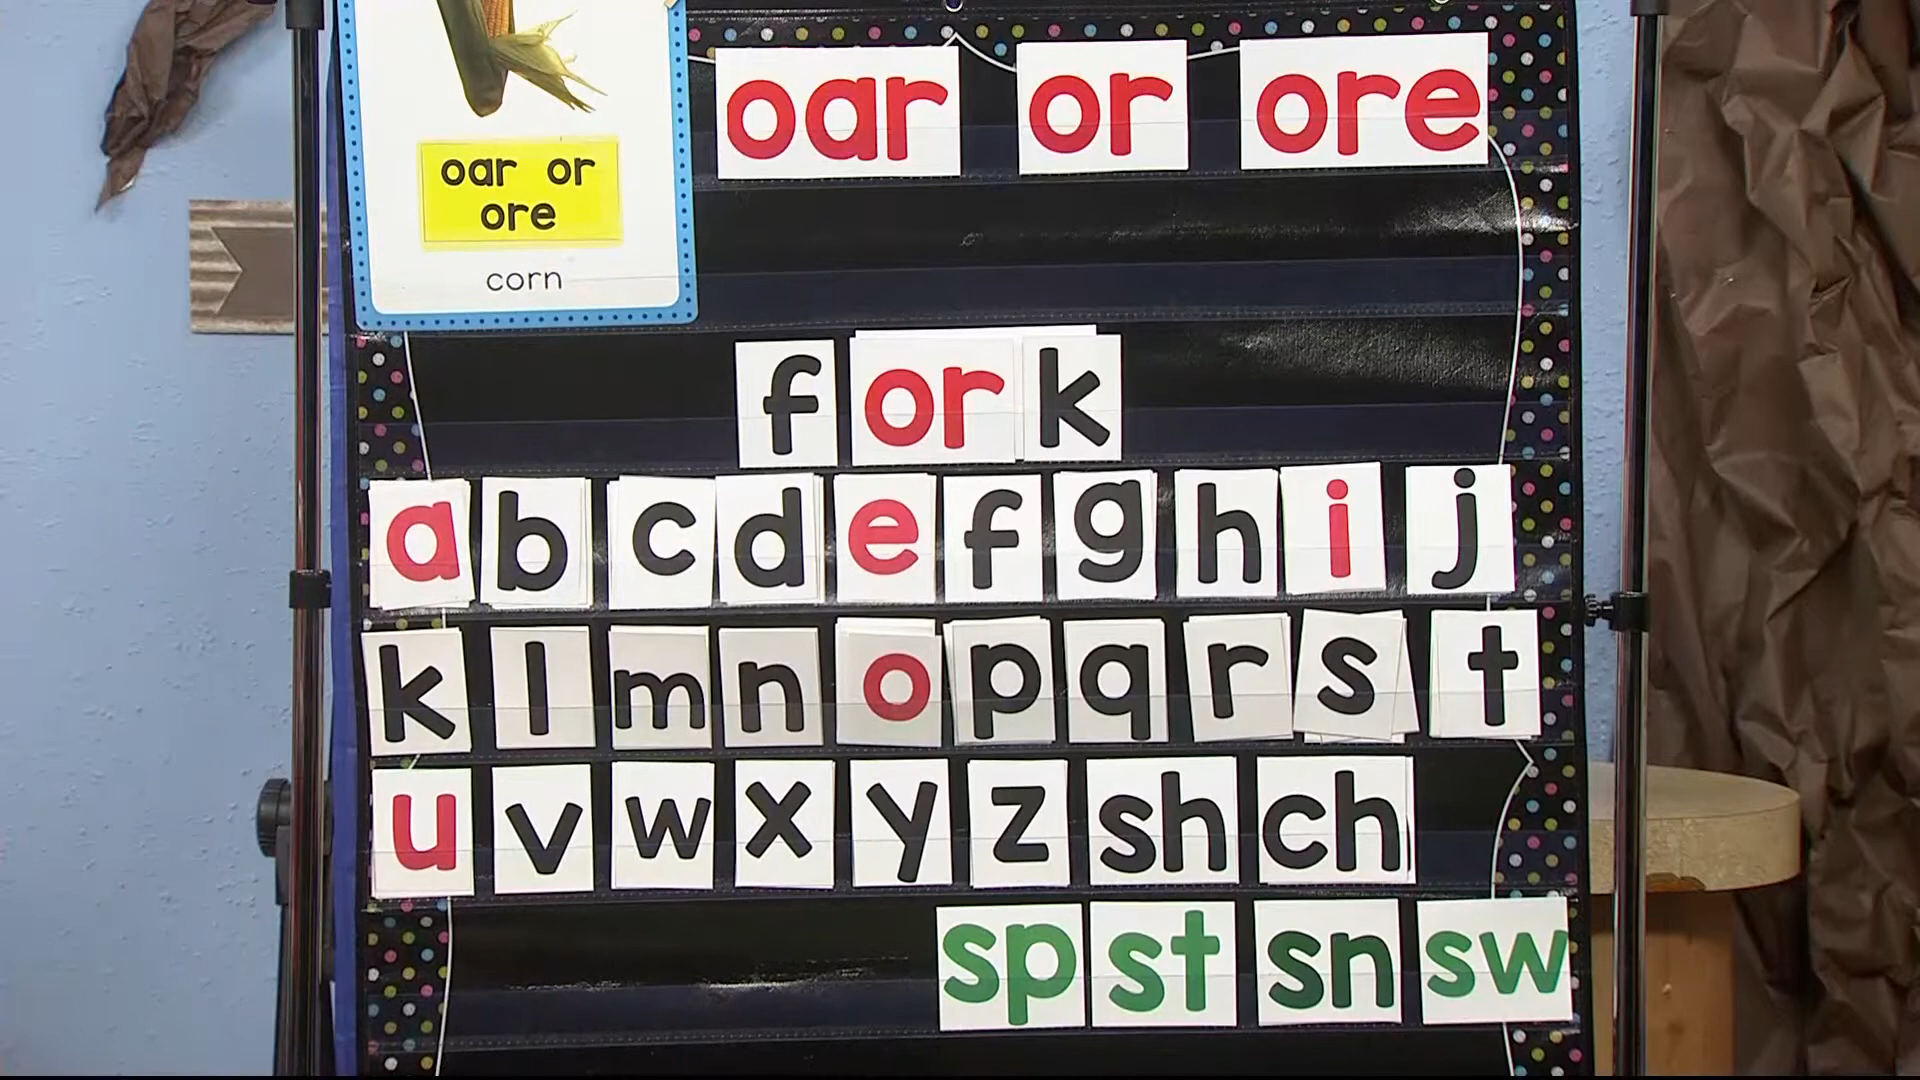 oar or ore
oar or
ore
corn
fork
a b c d e f g h i j
k l m n o p q r s t
u v w x y z sh ch
sp st sn sw